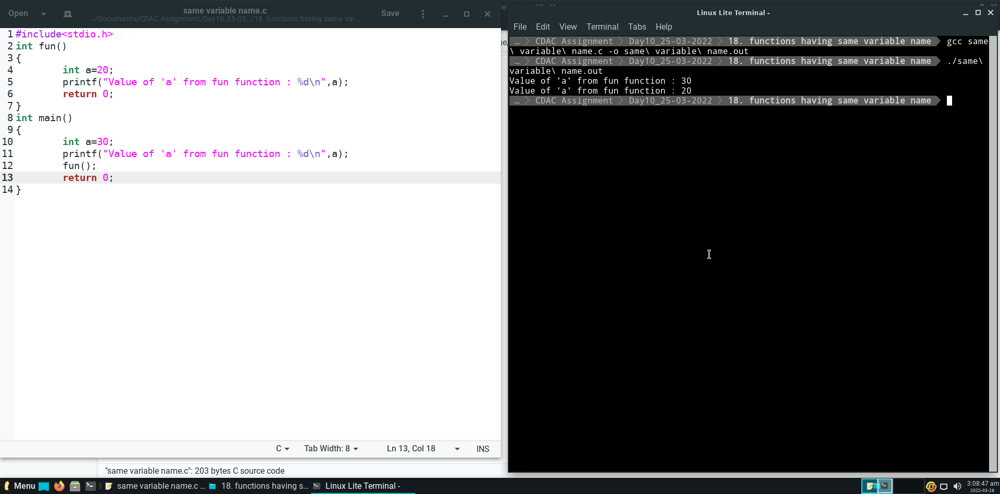 Open
same variable name.c
~/Documents/CDAC Assignment/Day10_25-03.../18. functions having same var...
Save
1 #include<stdio.h>
2 int fun()
3 {
4 int a=20;
5 printf("Value of 'a' from fun function : %d\n",a);
6 return 0;
7 }
8 int main()
9 {
10 int a=30;
11 printf("Value of 'a' from fun function : %d\n",a);
12 fun();
13 return 0;
14 }
C Tab Width: 8 Ln 13, Col 18 INS
"same variable name.c": 203 bytes C source code
Linux Lite Terminal -
File Edit View Terminal Tabs Help
... CDAC Assignment Day10_25-03-2022 18. functions having same variable name gcc same
\ variable\ name.c -o same\ variable\ name.out
... CDAC Assignment Day10_25-03-2022 18. functions having same variable name ./same\
variable\ name.out
Value of 'a' from fun function : 30
Value of 'a' from fun function : 20
... CDAC Assignment Day10_25-03-2022 18. functions having same variable name
Menu same variable name.c ... 18. functions having s... Linux Lite Terminal - 3:08:47 am
2022-03-28